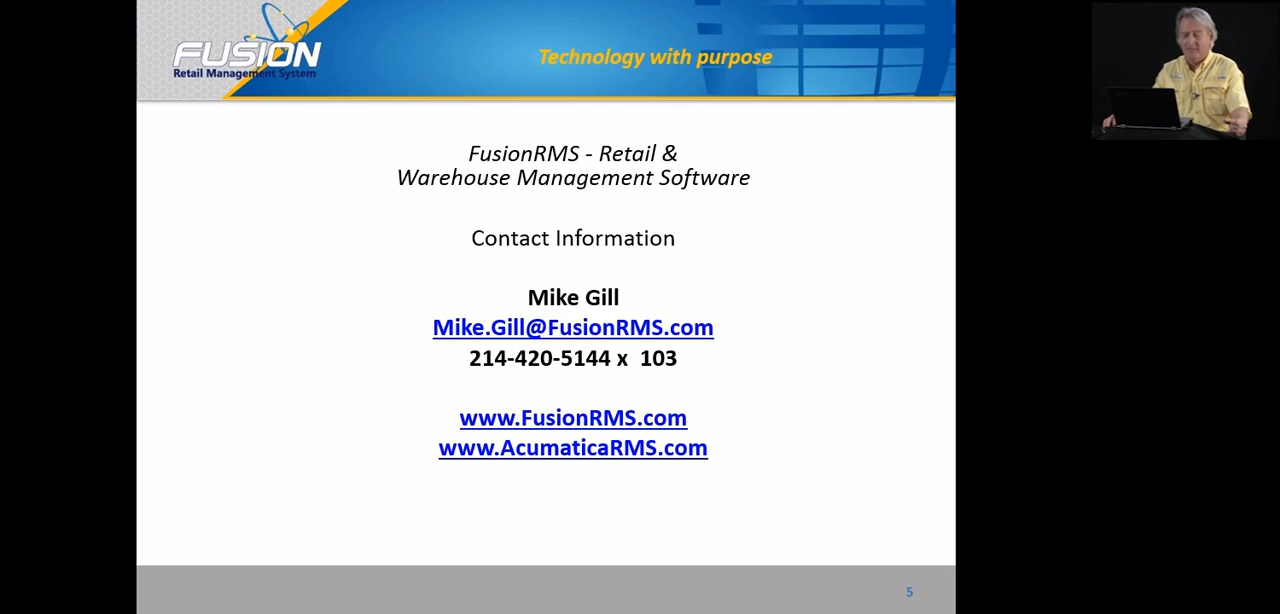 FUSION
Retail Management System
Technology with purpose
FusionRMS - Retail &
Warehouse Management Software
Contact Information
Mike Gill
Mike.Gill@FusionRMS.com
214-420-5144 x  103
www.FusionRMS.com
www.AcumaticaRMS.com
5